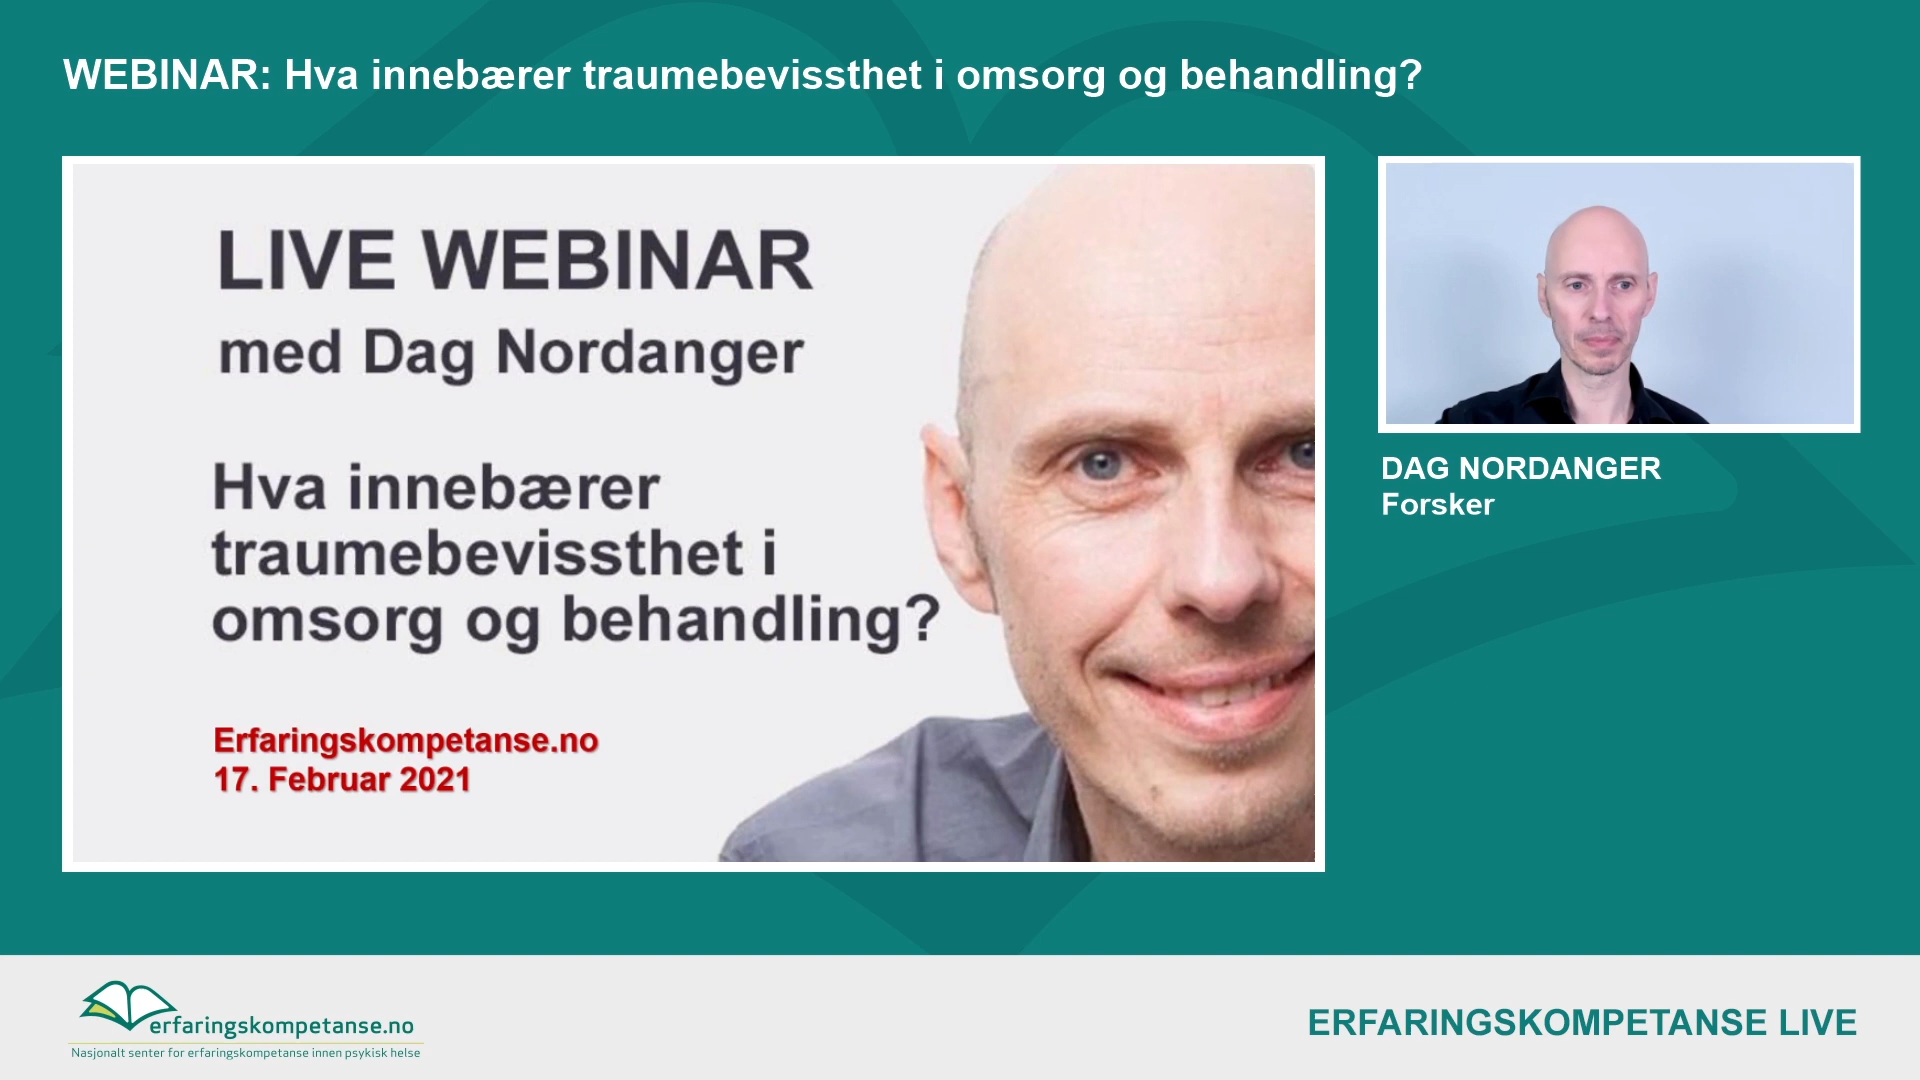 WEBINAR: Hva innebærer traumebevissthet i omsorg og behandling?
LIVE WEBINAR
med Dag Nordanger
Hva innebærer
traumebevissthet i
omsorg og behandling?
Erfaringskompetanse.no
17. Februar 2021
DAG NORDANGER
Forsker
erfaringskompetanse.no
Nasjonalt senter for erfaringskompetanse innen psykisk helse
ERFARINGSKOMPETANSE LIVE